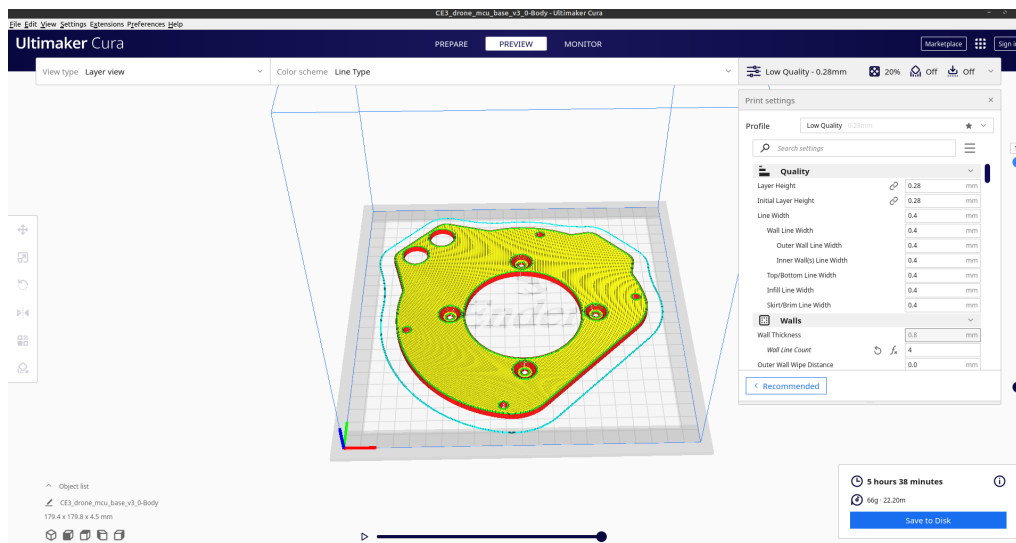 CE3_drone_mcu_base_v3_0-Body - Ultimaker Cura
File Edit View Settings Extensions Preferences Help
Ultimaker Cura
PREPARE PREVIEW MONITOR
Marketplace
View type Layer view
Color scheme Line Type
Low Quality - 0.28mm 20% Off Off
Print settings
Profile Low Quality 0.28mm
Search settings
Quality
Layer Height 0.28 mm
Initial Layer Height 0.28 mm
Line Width 0.4 mm
Wall Line Width 0.4 mm
Outer Wall Line Width 0.4 mm
Inner Wall(s) Line Width 0.4 mm
Top/Bottom Line Width 0.4 mm
Infill Line Width 0.4 mm
Skirt/Brim Line Width 0.4 mm
Walls
Wall Thickness 0.8 mm
Wall Line Count 4
Outer Wall Wipe Distance 0.0 mm
Recommended
Object list
CE3_drone_mcu_base_v3_0-Body
179.4 x 179.8 x 4.5 mm
5 hours 38 minutes
66g · 22.20m
Save to Disk